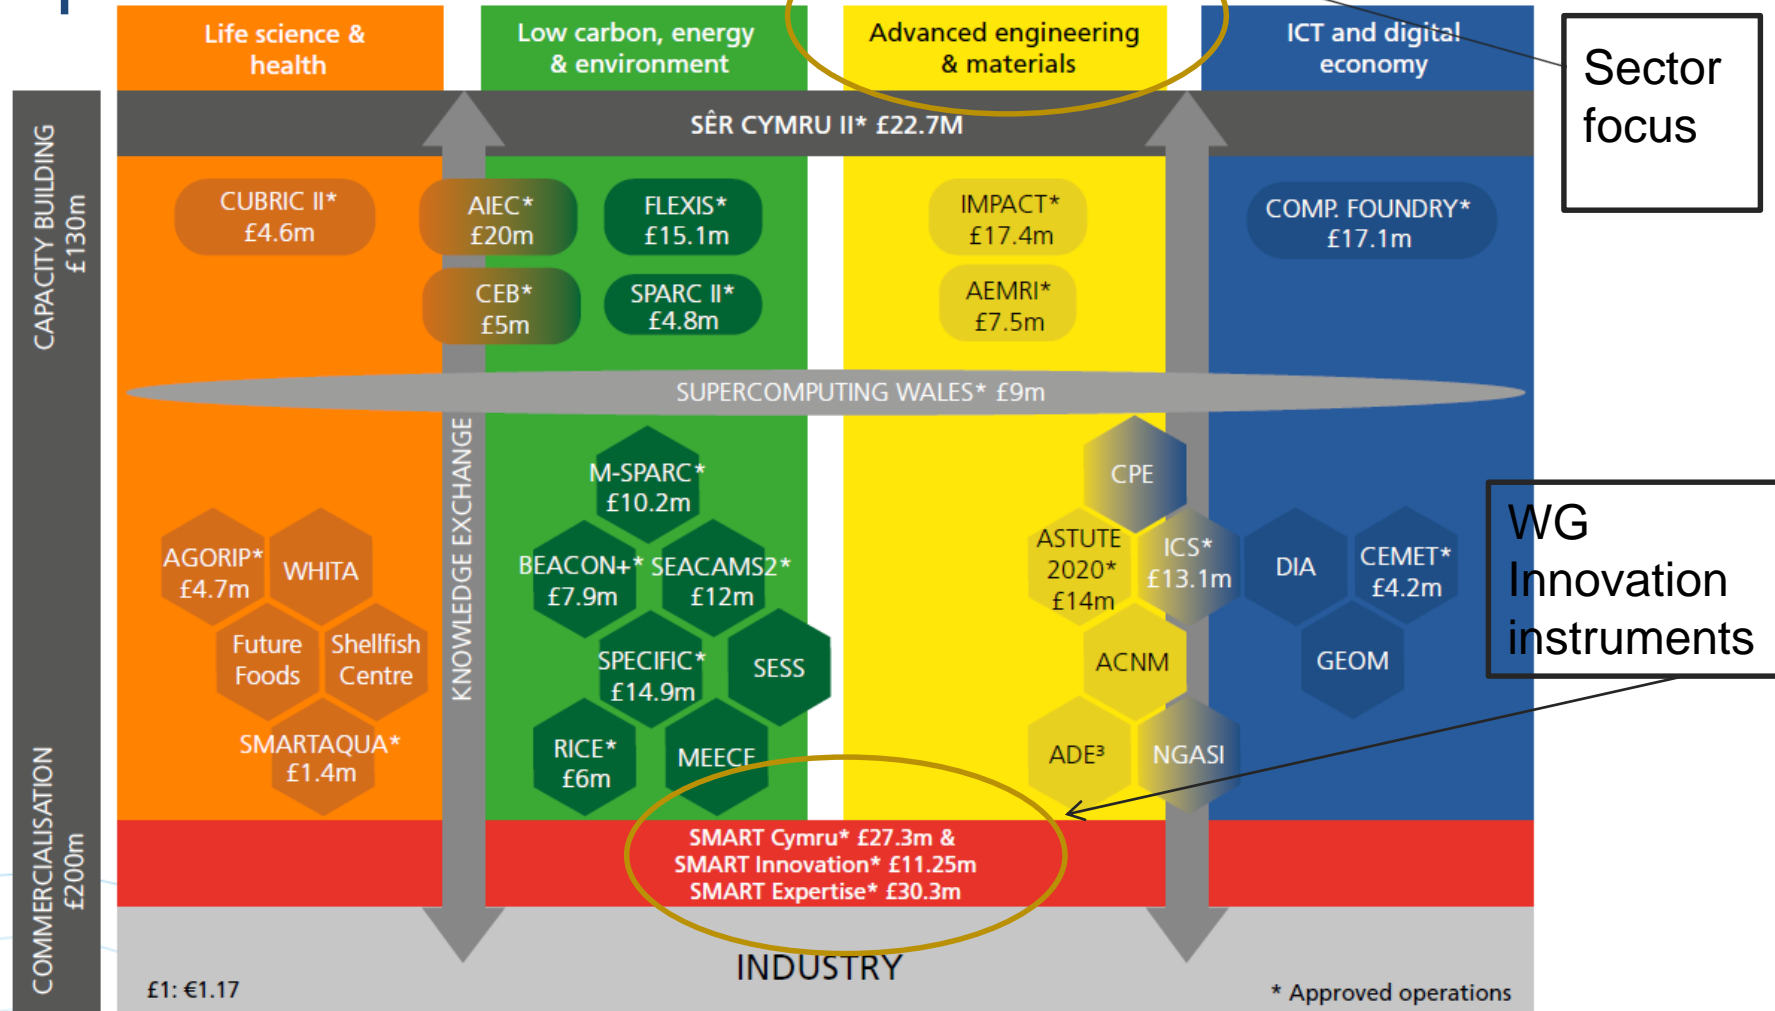 Life science &
health
Low carbon, energy
& environment
Advanced engineering
& materials
ICT and digital
economy
Sector
focus
CAPACITY BUILDING
£130m
SÊR CYMRU II* £22.7M
CUBRIC II*
£4.6m
AIEC*
£20m
FLEXIS*
£15.1m
IMPACT*
£17.4m
COMP. FOUNDRY*
£17.1m
CEB*
£5m
SPARC II*
£4.8m
AEMRI*
£7.5m
SUPERCOMPUTING WALES* £9m
KNOWLEDGE EXCHANGE
M-SPARC*
£10.2m
CPE
AGORIP*
£4.7m
WHITA
BEACON+*
£7.9m
SEACAMS2*
£12m
ASTUTE
2020*
£14m
ICS*
£13.1m
DIA
CEMET*
£4.2m
WG
Innovation
instruments
Future
Foods
Shellfish
Centre
SPECIFIC*
£14.9m
SESS
ACNM
GEOM
SMARTAQUA*
£1.4m
RICE*
£6m
MEECE
ADE³
NGASI
COMMERCIALISATION
£200m
SMART Cymru* £27.3m &
SMART Innovation* £11.25m
SMART Expertise* £30.3m
INDUSTRY
£1: €1.17
* Approved operations